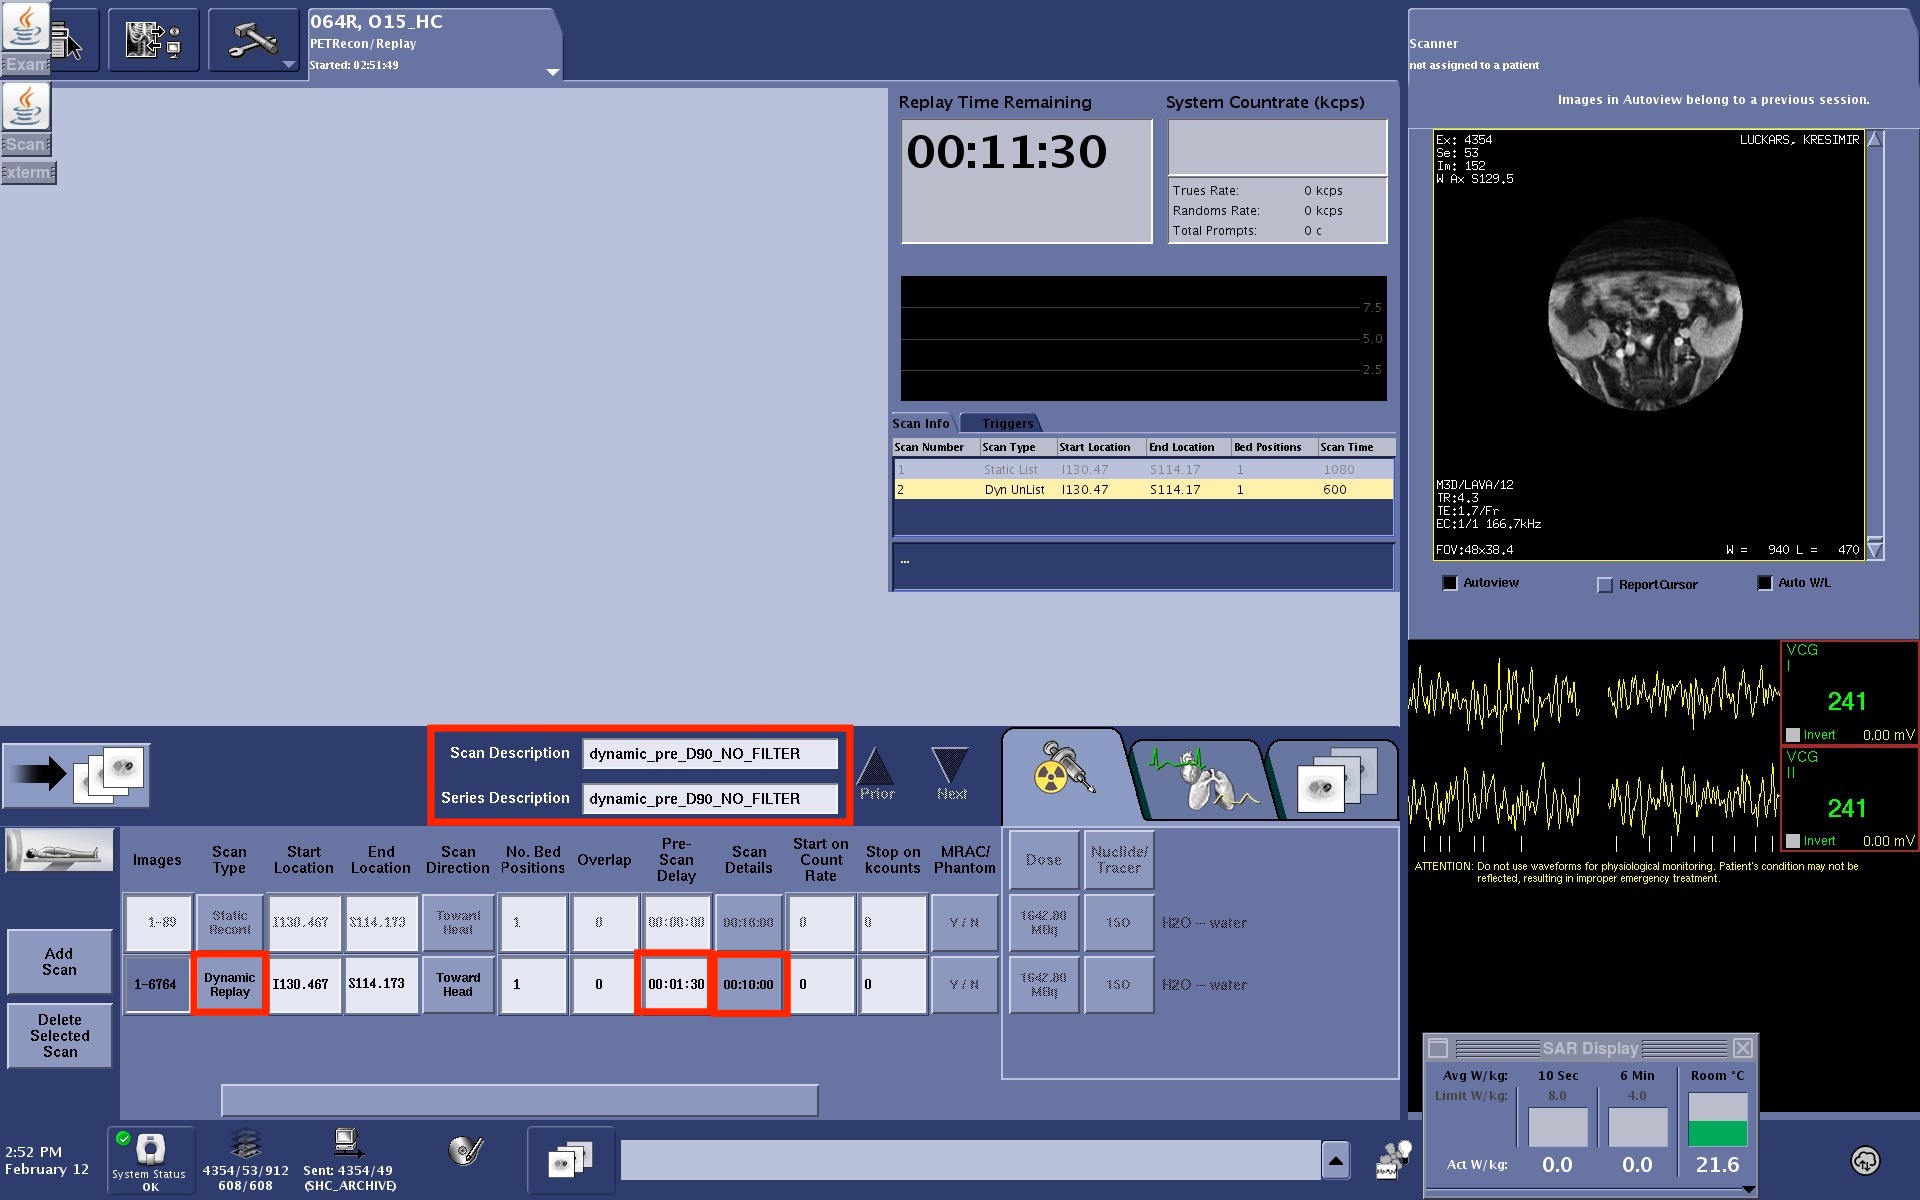 Exam
Scan
xterm
064R, O15_HC
PETRecon/Replay
Started: 02:51:49
Replay Time Remaining
00:11:30
System Countrate (kcps)
Trues Rate: 0 kcps
Randoms Rate: 0 kcps
Total Prompts: 0 c
7.5
5.0
2.5
Scan Info Triggers
Scan Number Scan Type Start Location End Location Bed Positions Scan Time
1 Static List I130.47 S114.17 1 1080
2 Dyn UnList I130.47 S114.17 1 600
...
Scanner
not assigned to a patient
Images in Autoview belong to a previous session.
Ex: 4354 LUCKARS, KRESIMIR
Se: 53
Im: 152
W Ax S129.5
M3D/LAVA/12
TR:4.3
TE:1.7/Fr
EC:1/1 166.7kHz
FOV:48x38.4 W = 940 L = 470
Autoview ReportCursor Auto W/L
VCG
I
241
Invert 0.00 mV
VCG
II
241
Invert 0.00 mV
ATTENTION: Do not use waveforms for physiological monitoring. Patient's condition may not be
reflected, resulting in improper emergency treatment.
Scan Description dynamic_pre_D90_NO_FILTER
Series Description dynamic_pre_D90_NO_FILTER
Prior Next
Images
Scan
Type
Start
Location
End
Location
Scan
Direction
No. Bed
Positions
Overlap
Pre-
Scan
Delay
Scan
Details
Start on
Count
Rate
Stop on
kcounts
MRAC/
Phantom
Dose
Nuclide/
Tracer
1-89
Static
Record
I130.467
S114.173
Toward
Head
1
0
00:00:00
00:18:00
0
0
Y / N
1642.80
MBq
15O
H2O -- water
1-6764
Dynamic
Replay
I130.467
S114.173
Toward
Head
1
0
00:01:30
00:10:00
0
0
Y / N
1642.80
MBq
15O
H2O -- water
Add
Scan
Delete
Selected
Scan
2:52 PM
February 12
System Status
OK
4354/53/912
608/608
Sent: 4354/49
(SHC_ARCHIVE)
SAR Display
Avg W/kg: 10 Sec 6 Min Room °C
Limit W/kg: 8.0 4.0
Act W/kg: 0.0 0.0 21.6